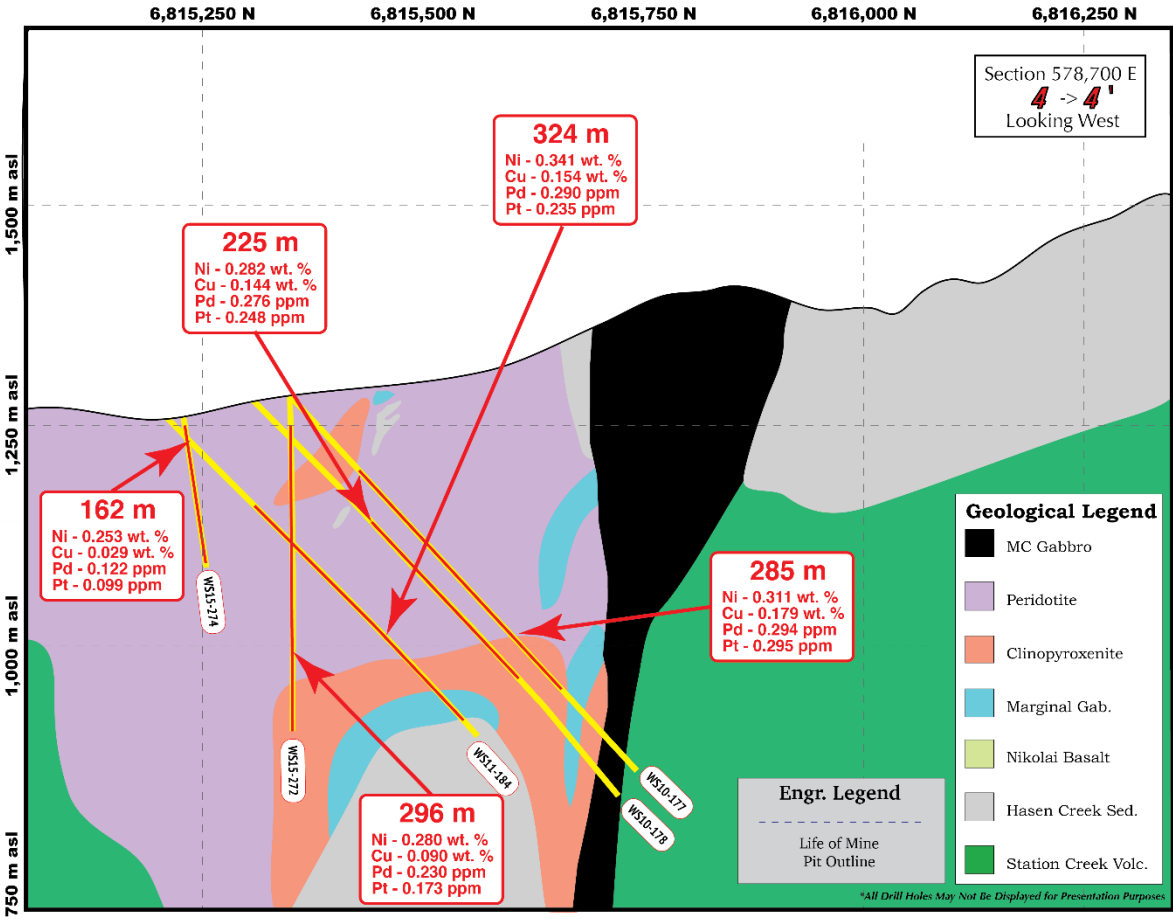 6,815,250 N
6,815,500 N
6,815,750 N
6,816,000 N
6,816,250 N
Section 578,700 E
4 -> 4'
Looking West
1,500 m asl
1,250 m asl
1,000 m asl
750 m asl
324 m
Ni - 0.341 wt. %
Cu - 0.154 wt. %
Pd - 0.290 ppm
Pt - 0.235 ppm
225 m
Ni - 0.282 wt. %
Cu - 0.144 wt. %
Pd - 0.276 ppm
Pt - 0.248 ppm
162 m
Ni - 0.253 wt. %
Cu - 0.029 wt. %
Pd - 0.122 ppm
Pt - 0.099 ppm
285 m
Ni - 0.311 wt. %
Cu - 0.179 wt. %
Pd - 0.294 ppm
Pt - 0.295 ppm
296 m
Ni - 0.280 wt. %
Cu - 0.090 wt. %
Pd - 0.230 ppm
Pt - 0.173 ppm
WS15-274
WS15-272
WS11-184
WS10-177
WS10-178
Geological Legend
MC Gabbro
Peridotite
Clinopyroxenite
Marginal Gab.
Nikolai Basalt
Hasen Creek Sed.
Station Creek Volc.
Engr. Legend
Life of Mine
Pit Outline
*All Drill Holes May Not Be Displayed for Presentation Purposes